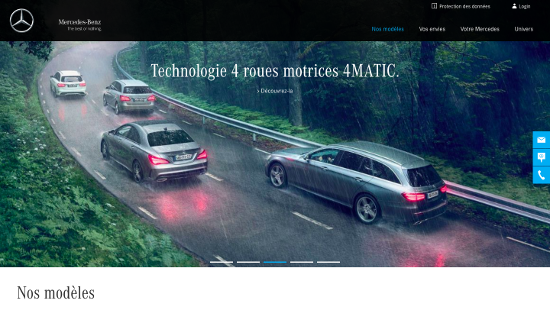 Protection des données
Login
Mercedes-Benz
The best or nothing.
Nos modèles
Vos envies
Votre Mercedes
Univers
Technologie 4 roues motrices 4MATIC.
› Découvrez-la
Nos modèles